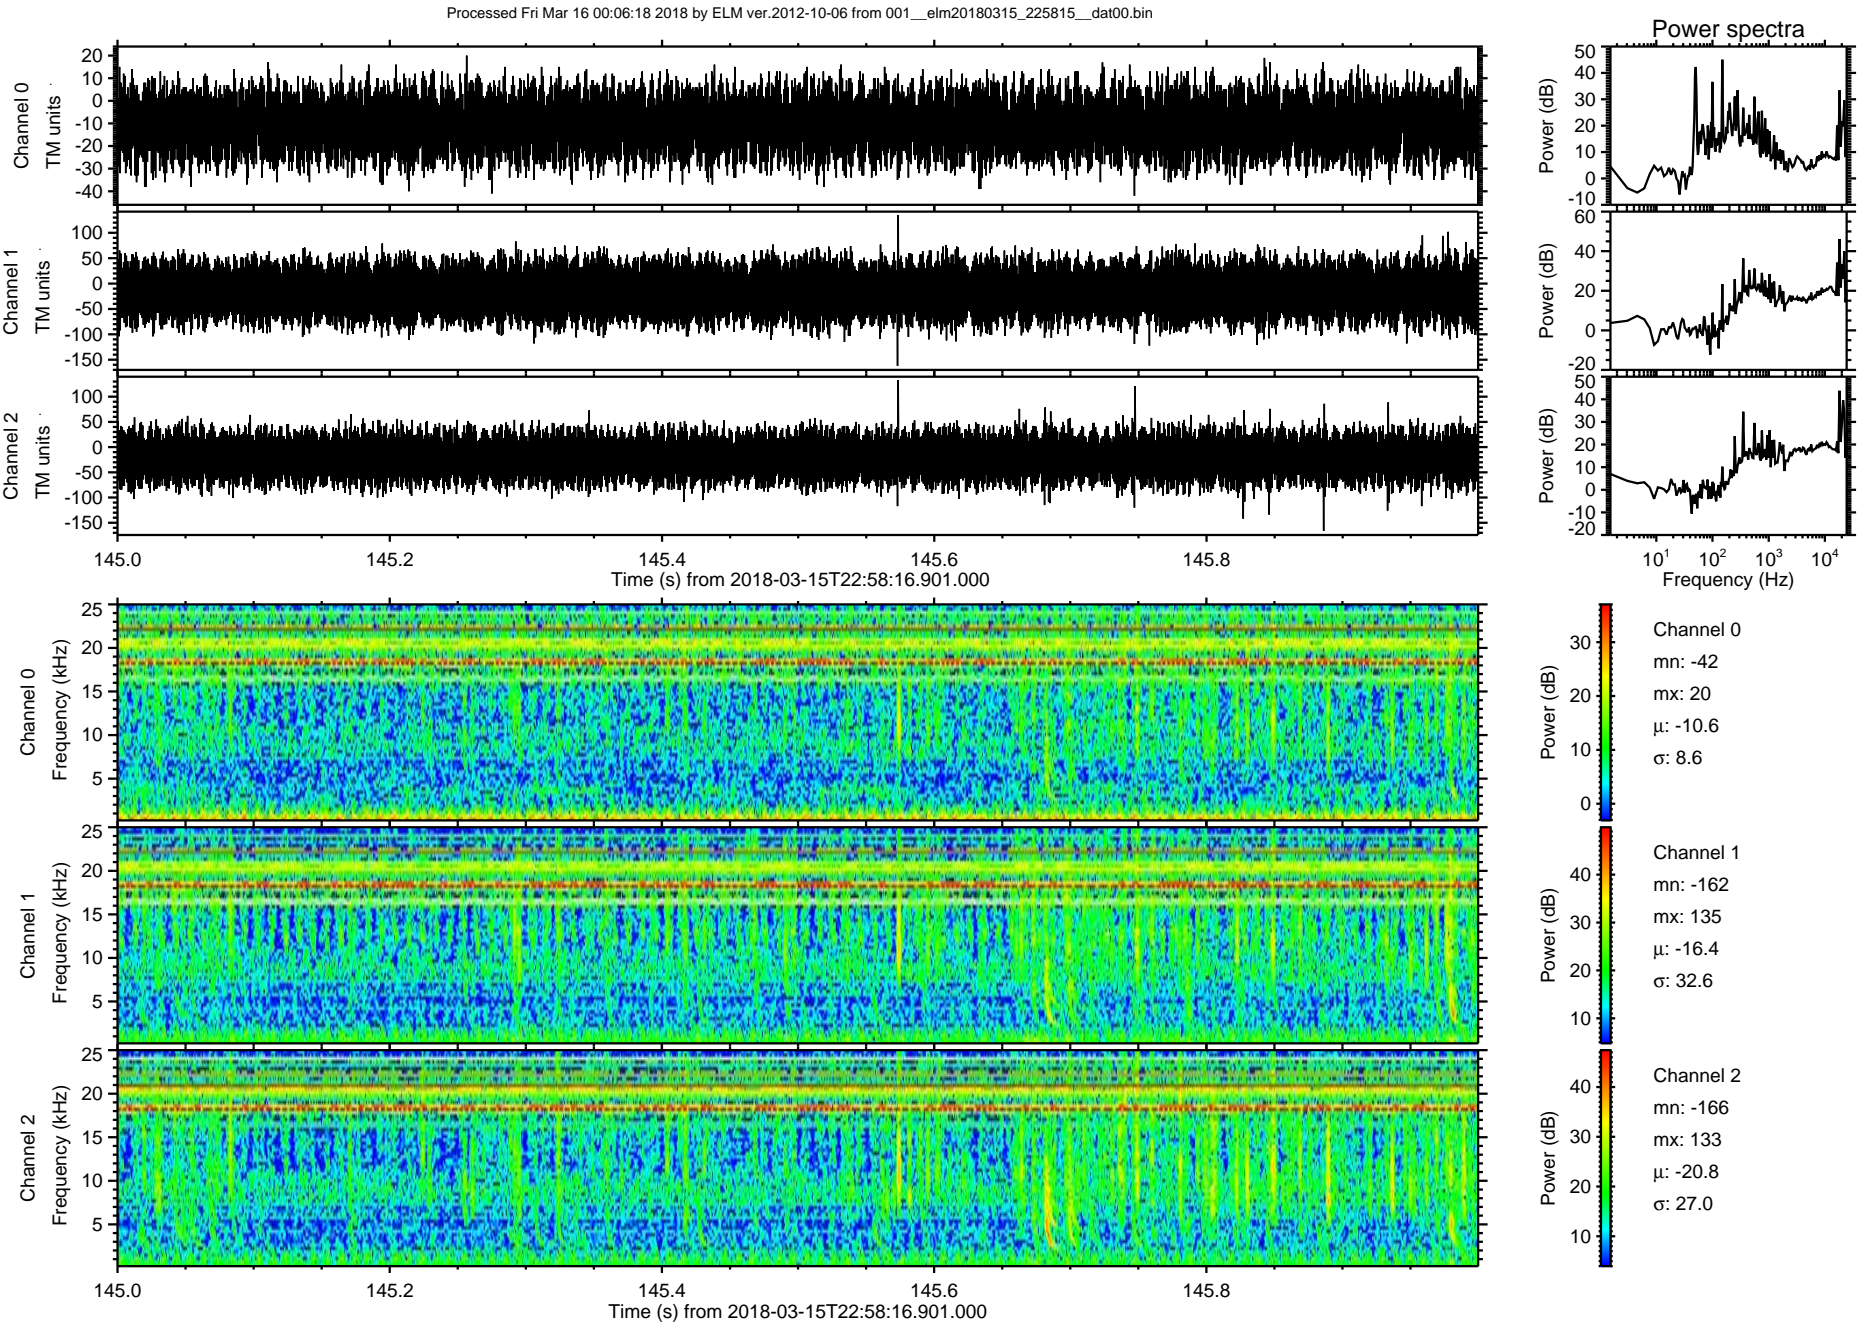 Processed Fri Mar 16 00:06:18 2018 by ELM ver.2012-10-06 from 001__elm20180315_225815__dat00.bin
Power spectra
Channel 0
TM units
20
10
0
-10
-20
-30
-40
Power (dB)
50
40
30
20
10
0
-10
Channel 1
TM units
100
50
0
-50
-100
-150
Power (dB)
60
40
20
0
-20
Channel 2
TM units
100
50
0
-50
-100
-150
Power (dB)
50
40
30
20
10
0
-10
-20
145.0 145.2 145.4 145.6 145.8
Time (s) from 2018-03-15T22:58:16.901.000
10^1 10^2 10^3 10^4
Frequency (Hz)
Channel 0
Frequency (kHz)
25
20
15
10
5
Power (dB)
30
20
10
0
Channel 0
mn: -42
mx: 20
μ: -10.6
σ: 8.6
Channel 1
Frequency (kHz)
25
20
15
10
5
Power (dB)
40
30
20
10
Channel 1
mn: -162
mx: 135
μ: -16.4
σ: 32.6
Channel 2
Frequency (kHz)
25
20
15
10
5
Power (dB)
40
30
20
10
Channel 2
mn: -166
mx: 133
μ: -20.8
σ: 27.0
145.0 145.2 145.4 145.6 145.8
Time (s) from 2018-03-15T22:58:16.901.000